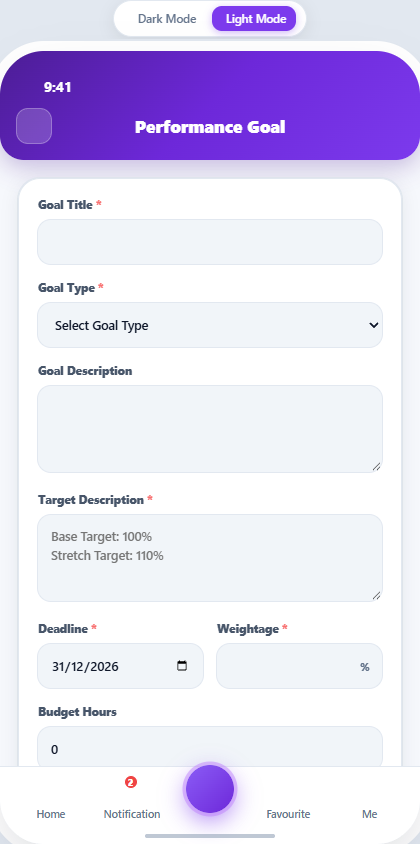 Dark Mode Light Mode
9:41
Performance Goal
Goal Title *
Goal Type *
Select Goal Type
Goal Description
Target Description *
Base Target: 100%
Stretch Target: 110%
Deadline * Weightage *
31/12/2026 %
Budget Hours
0
2
Home Notification Favourite Me